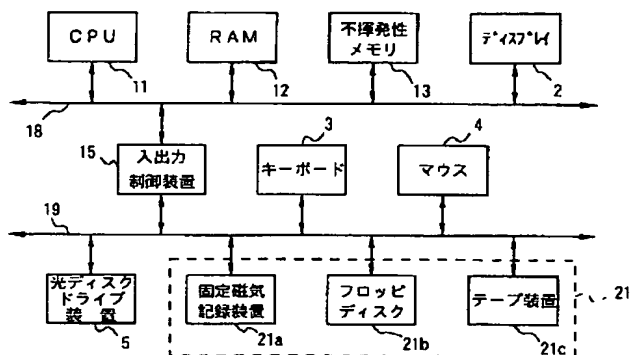 CPU
RAM
不揮発性
メモリ
ディスプレイ
11
12
13
2
18
15
入出力
制御装置
3
キーボード
4
マウス
19
光ディスク
ドライブ
装置
5
固定磁気
記録装置
21a
フロッピ
ディスク
21b
テープ装置
21c
21